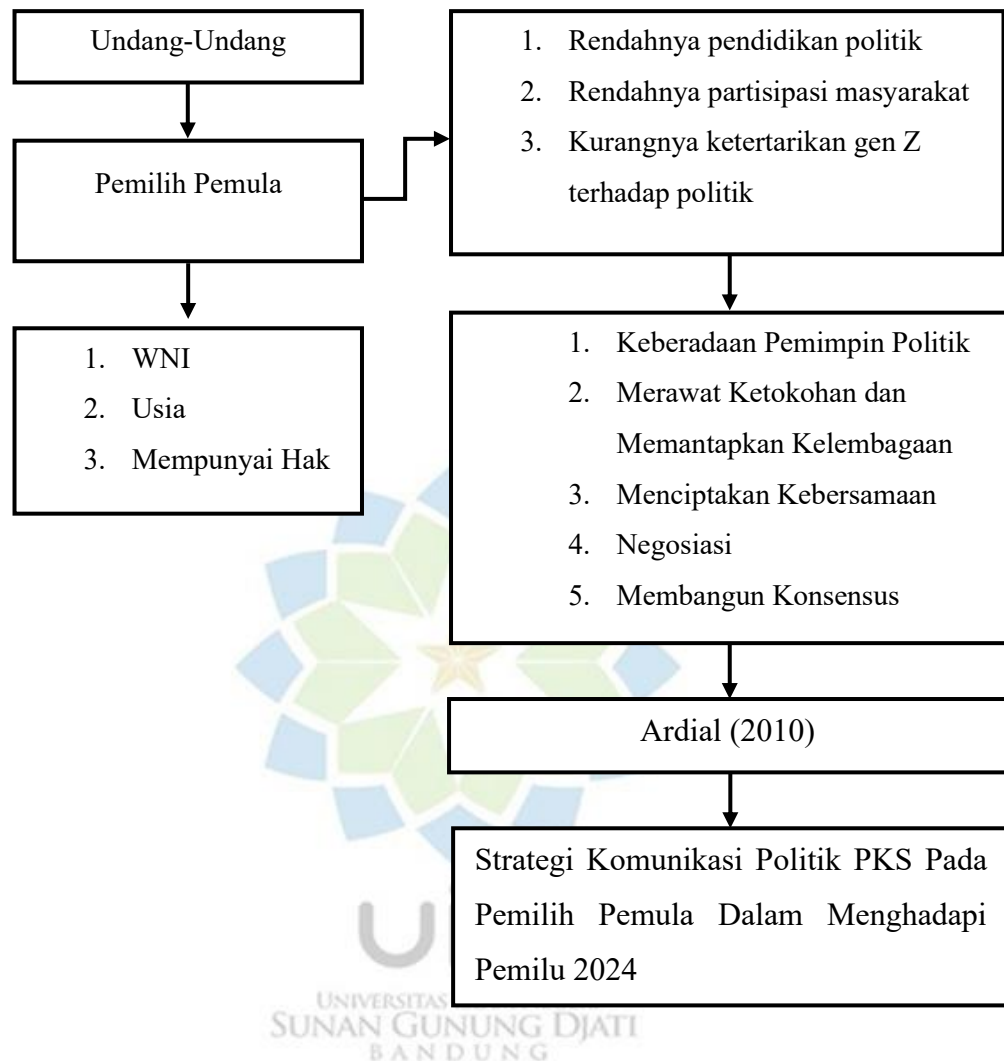 Undang-Undang
Pemilih Pemula
1. WNI
2. Usia
3. Mempunyai Hak
1. Rendahnya pendidikan politik
2. Rendahnya partisipasi masyarakat
3. Kurangnya ketertarikan gen Z
terhadap politik
1. Keberadaan Pemimpin Politik
2. Merawat Ketokohan dan
Memantapkan Kelembagaan
3. Menciptakan Kebersamaan
4. Negosiasi
5. Membangun Konsensus
Ardial (2010)
Strategi Komunikasi Politik PKS Pada
Pemilih Pemula Dalam Menghadapi
Pemilu 2024
UNIVERSITAS
SUNAN GUNUNG DJATI
BANDUNG